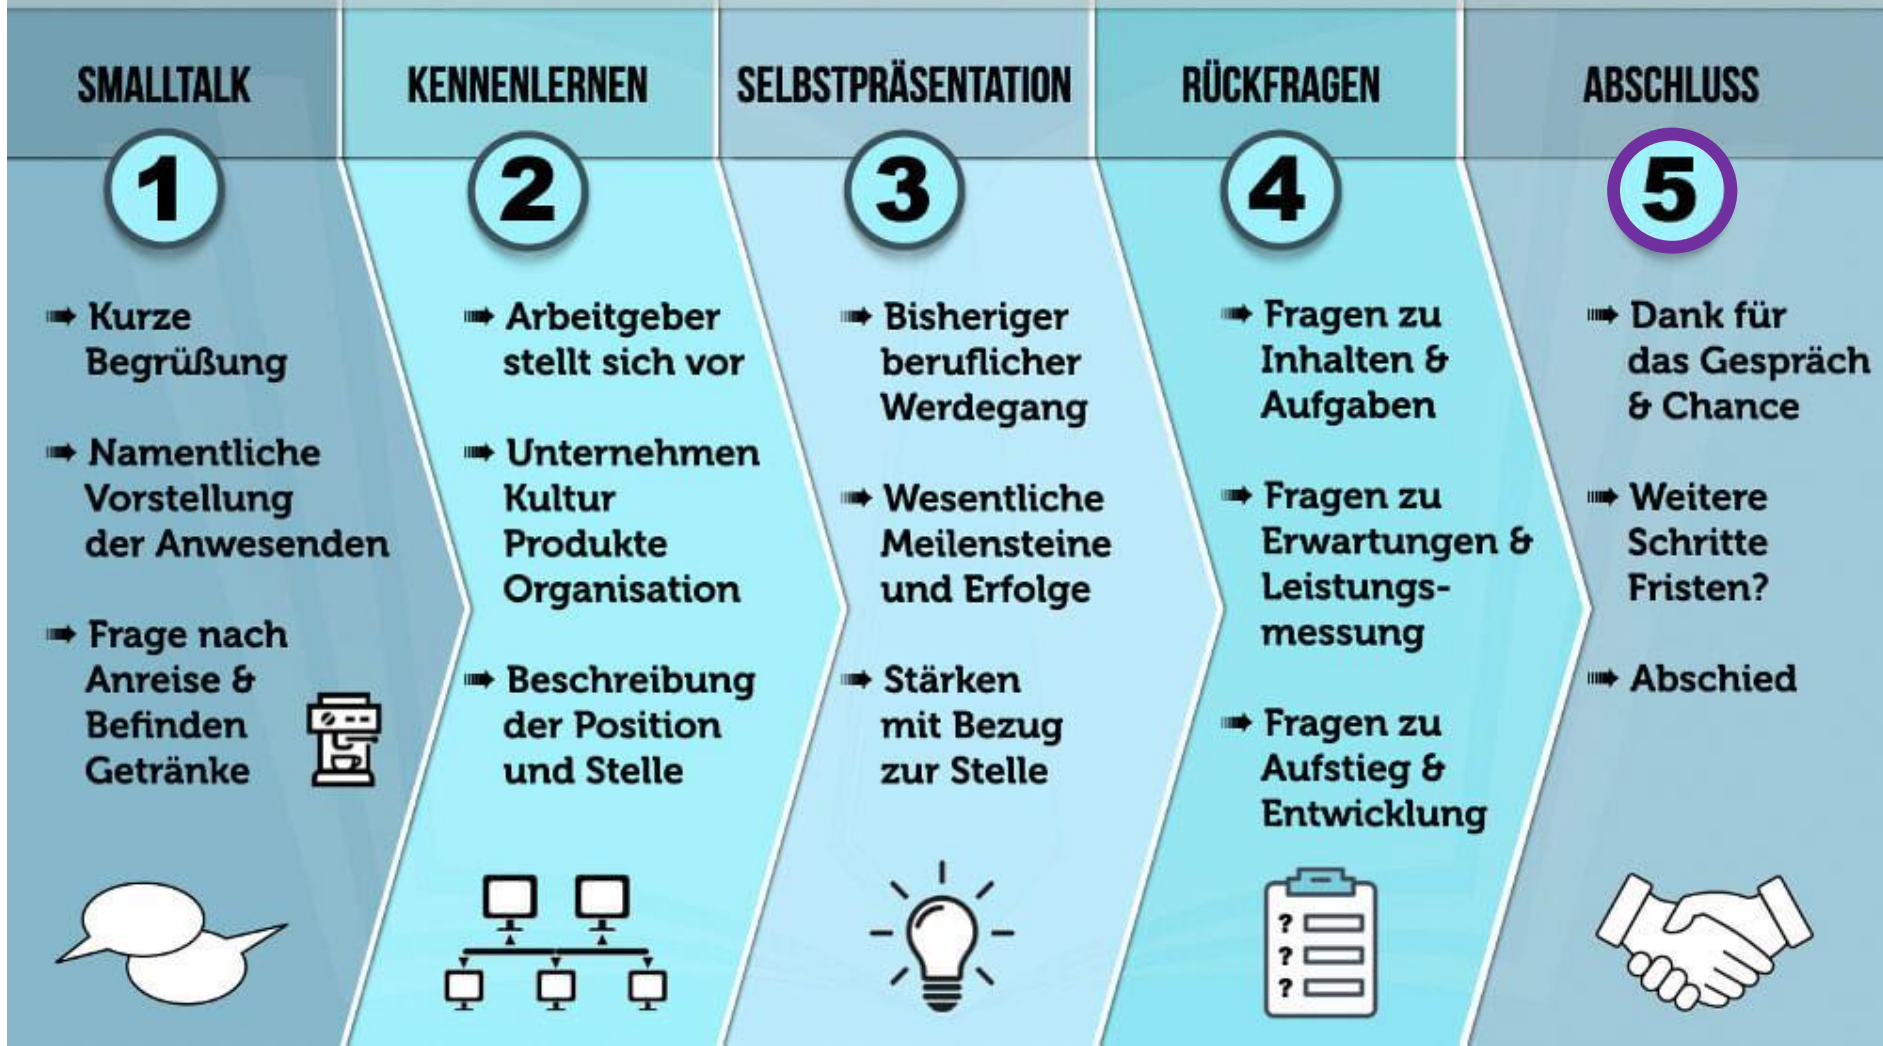 SMALLTALK
1
➟ Kurze
Begrüßung
➟ Namentliche
Vorstellung
der Anwesenden
➟ Frage nach
Anreise &
Befinden
Getränke
KENNENLERNEN
2
➟ Arbeitgeber
stellt sich vor
➟ Unternehmen
Kultur
Produkte
Organisation
➟ Beschreibung
der Position
und Stelle
SELBSTPRÄSENTATION
3
➟ Bisheriger
beruflicher
Werdegang
➟ Wesentliche
Meilensteine
und Erfolge
➟ Stärken
mit Bezug
zur Stelle
RÜCKFRAGEN
4
➟ Fragen zu
Inhalten &
Aufgaben
➟ Fragen zu
Erwartungen &
Leistungs-
messung
➟ Fragen zu
Aufstieg &
Entwicklung
?
?
?
ABSCHLUSS
5
➟ Dank für
das Gespräch
& Chance
➟ Weitere
Schritte
Fristen?
➟ Abschied